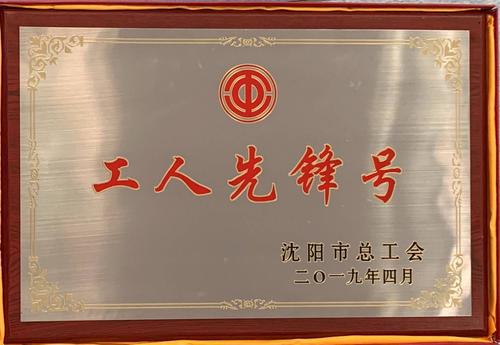 工人先锋号
沈阳市总工会
二〇一九年四月